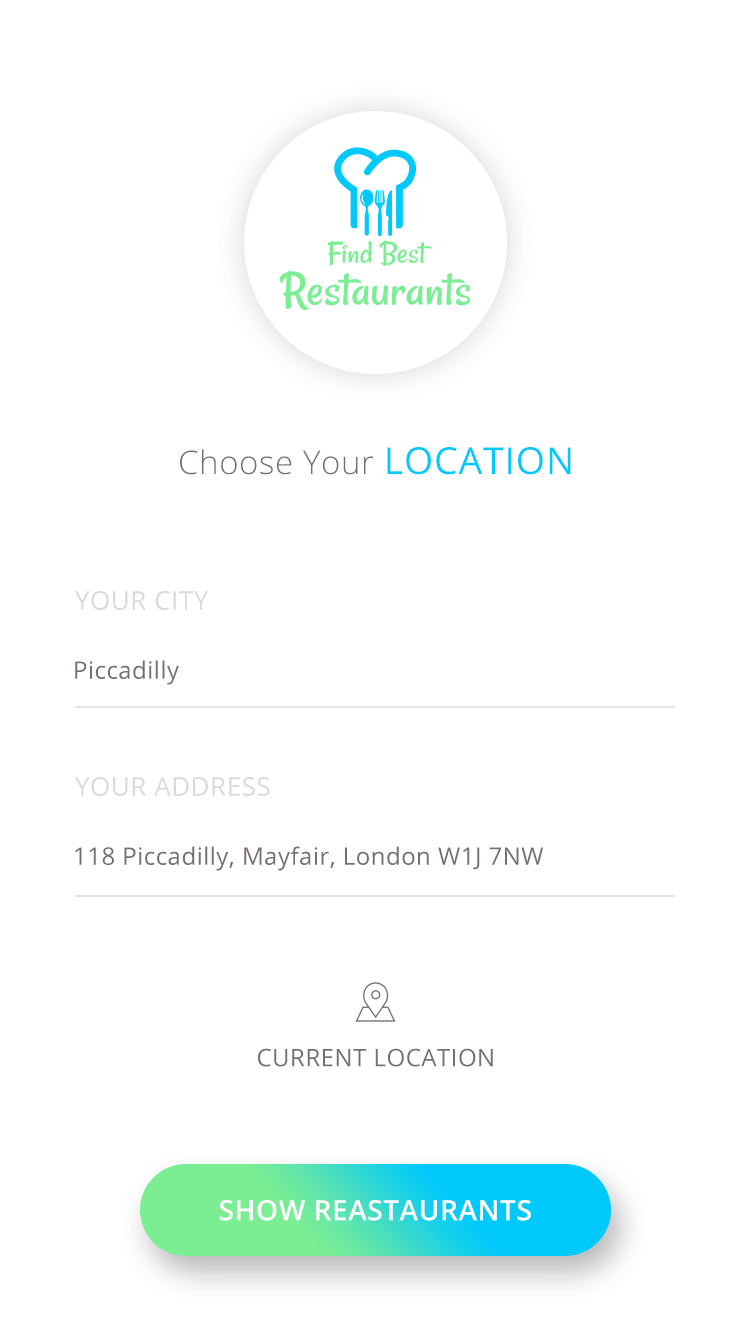 Find Best
Restaurants
Choose Your LOCATION
YOUR CITY
Piccadilly
YOUR ADDRESS
118 Piccadilly, Mayfair, London W1J 7NW
CURRENT LOCATION
SHOW REASTAURANTS